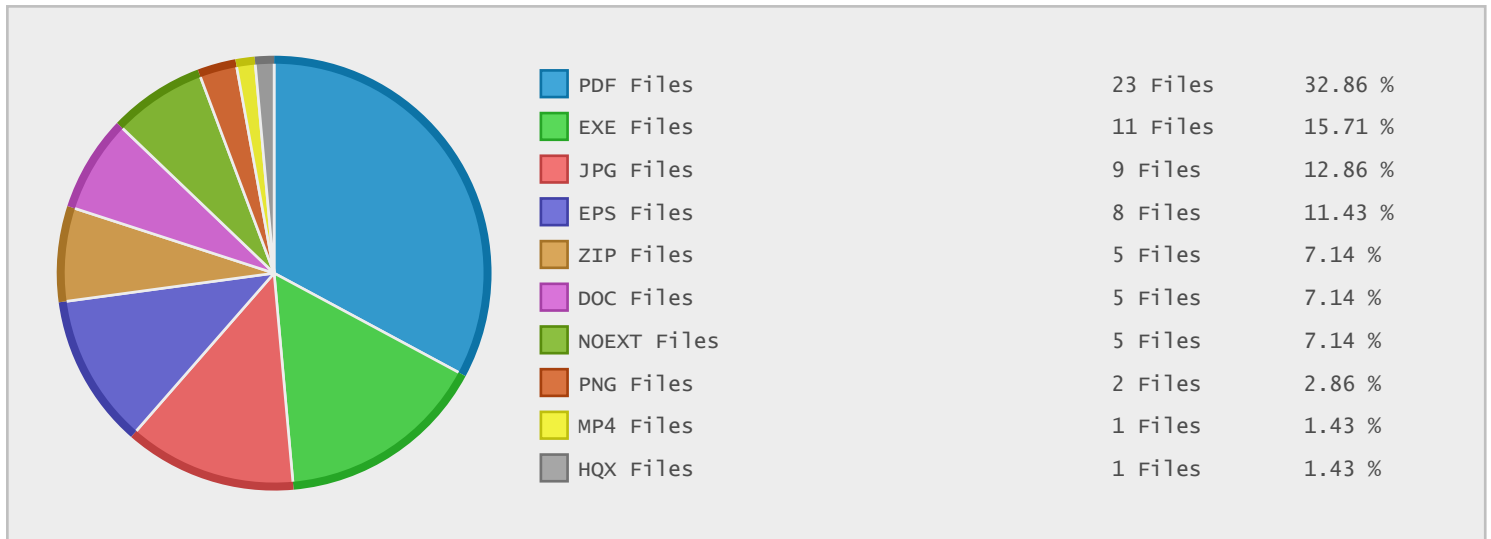 PDF Files 23 Files 32.86 %
EXE Files 11 Files 15.71 %
JPG Files 9 Files 12.86 %
EPS Files 8 Files 11.43 %
ZIP Files 5 Files 7.14 %
DOC Files 5 Files 7.14 %
NOEXT Files 5 Files 7.14 %
PNG Files 2 Files 2.86 %
MP4 Files 1 Files 1.43 %
HQX Files 1 Files 1.43 %